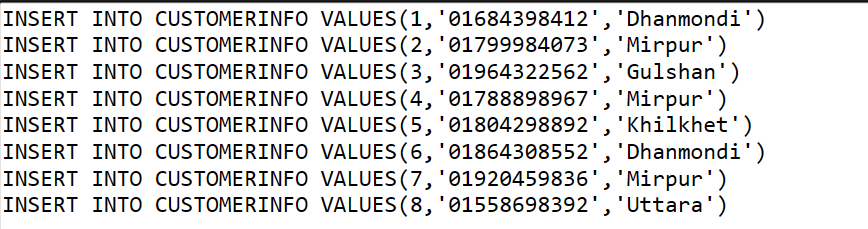 INSERT INTO CUSTOMERINFO VALUES(1,'01684398412','Dhanmondi')
INSERT INTO CUSTOMERINFO VALUES(2,'01799984073','Mirpur')
INSERT INTO CUSTOMERINFO VALUES(3,'01964322562','Gulshan')
INSERT INTO CUSTOMERINFO VALUES(4,'01788898967','Mirpur')
INSERT INTO CUSTOMERINFO VALUES(5,'01804298892','Khilkhet')
INSERT INTO CUSTOMERINFO VALUES(6,'01864308552','Dhanmondi')
INSERT INTO CUSTOMERINFO VALUES(7,'01920459836','Mirpur')
INSERT INTO CUSTOMERINFO VALUES(8,'01558698392','Uttara')